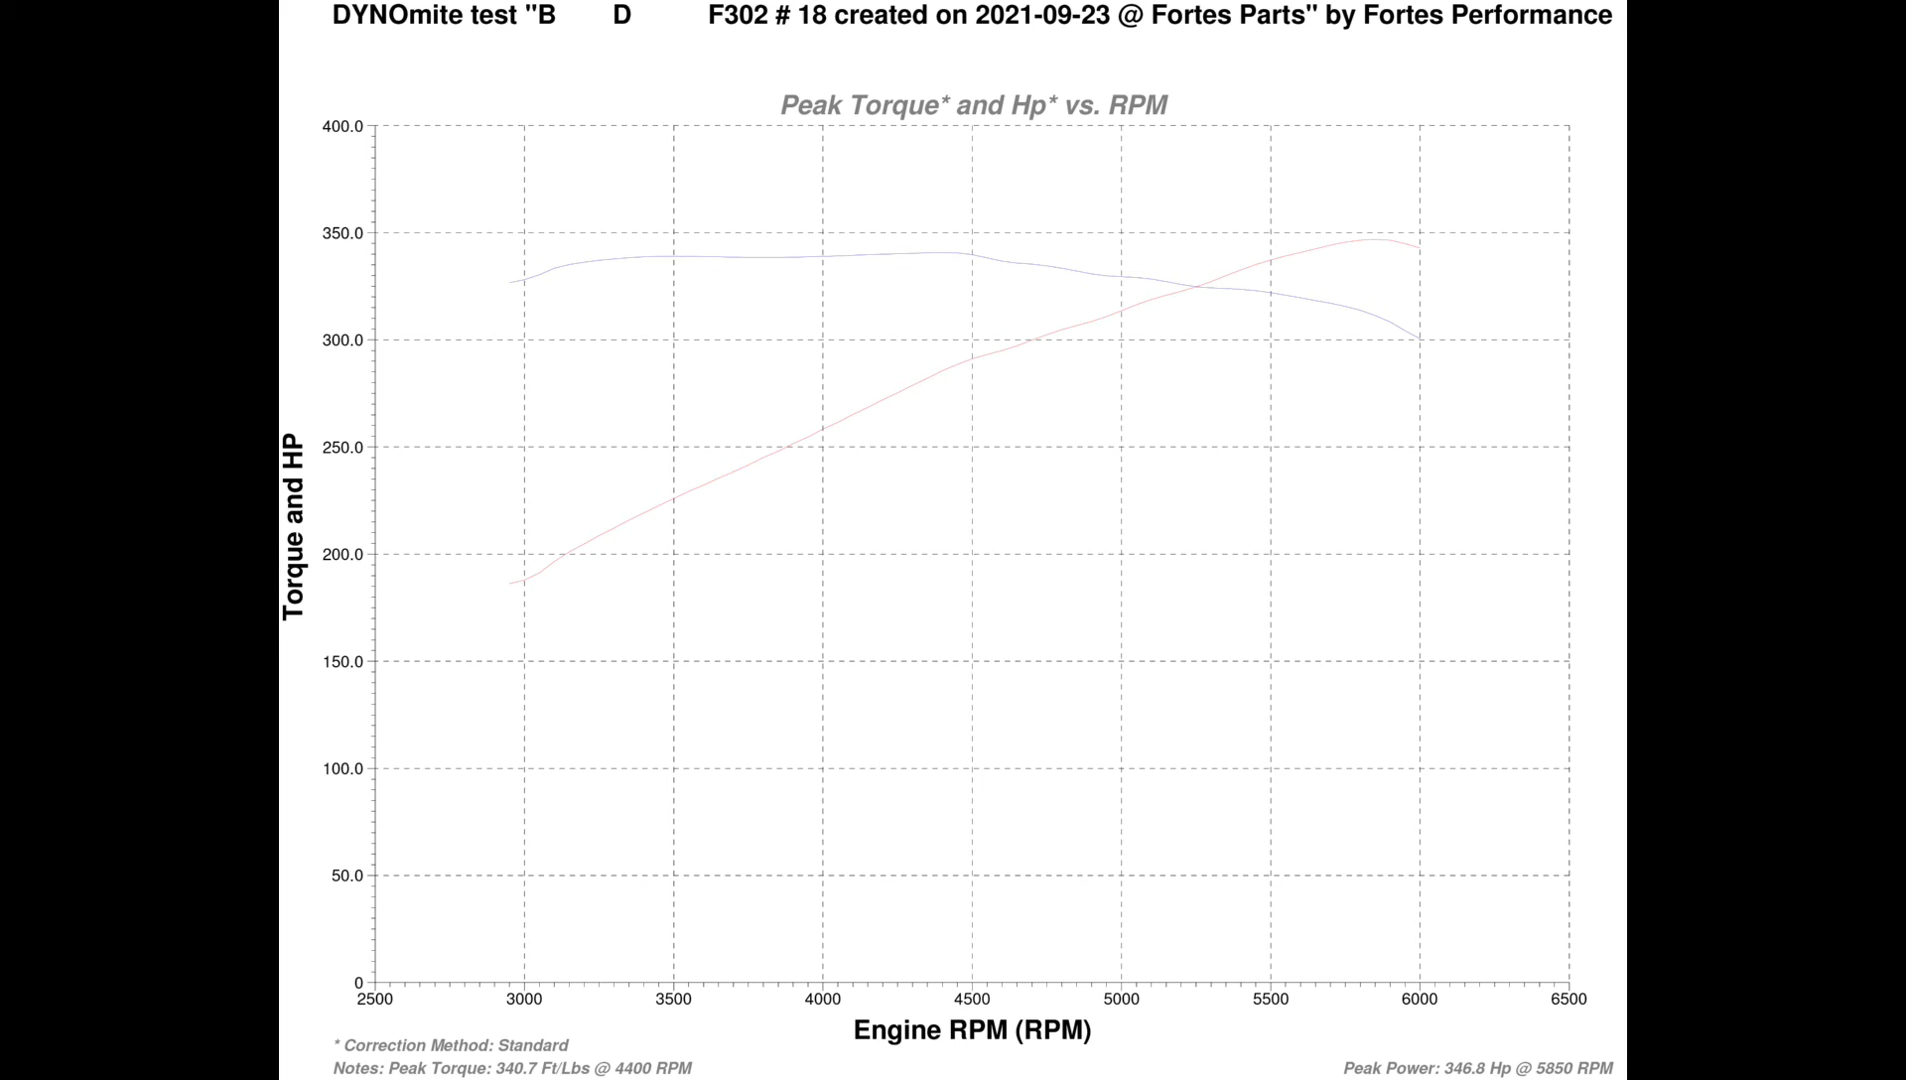 DYNOmite test "B D F302 # 18 created on 2021-09-23 @ Fortes Parts" by Fortes Performance
Peak Torque* and Hp* vs. RPM
400.0
350.0
300.0
250.0
200.0
150.0
100.0
50.0
0
Torque and HP
2500 3000 3500 4000 4500 5000 5500 6000 6500
Engine RPM (RPM)
* Correction Method: Standard
Notes: Peak Torque: 340.7 Ft/Lbs @ 4400 RPM
Peak Power: 346.8 Hp @ 5850 RPM